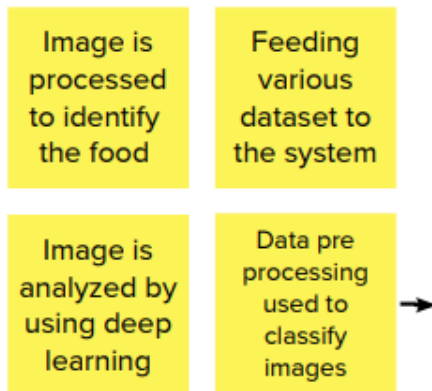 Image is
processed
to identify
the food
Feeding
various
dataset to
the system
Image is
analyzed by
using deep
learning
Data pre
processing
used to
classify
images